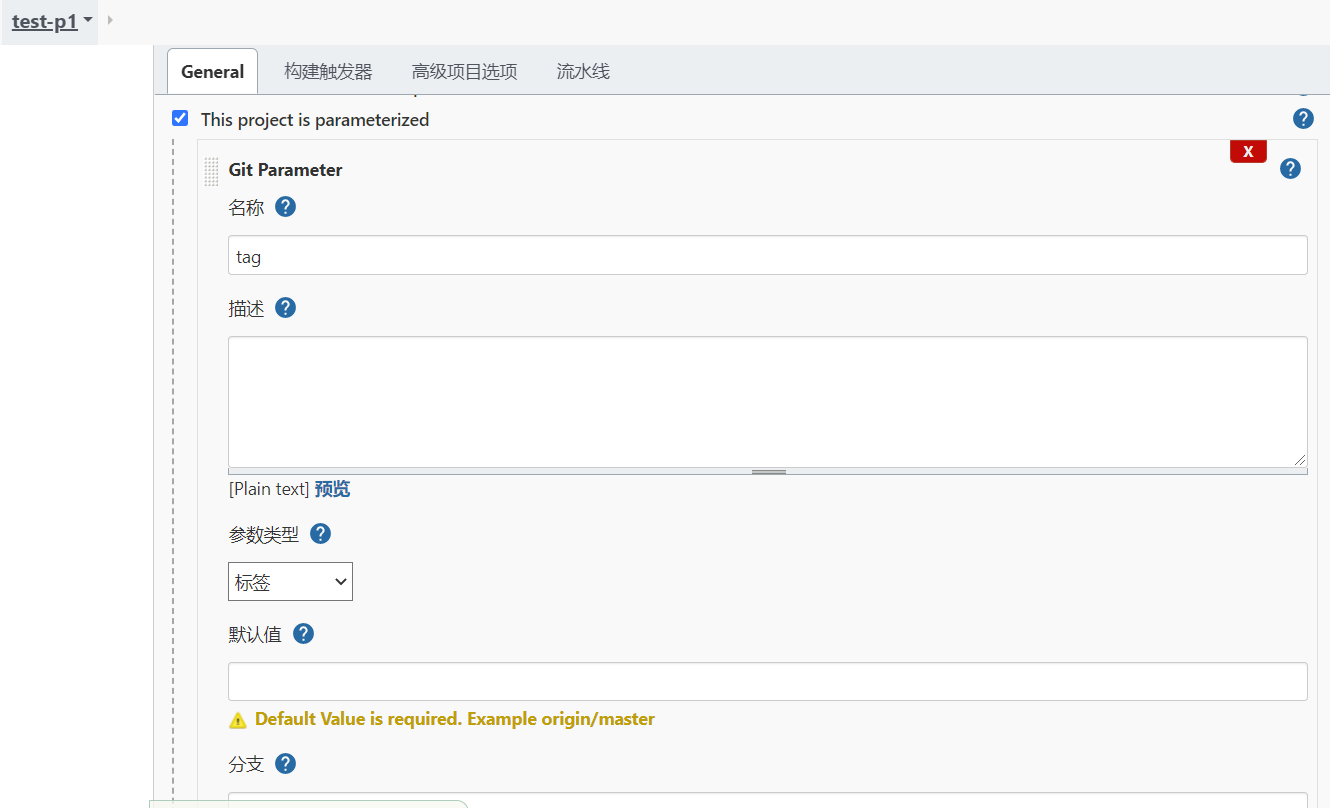 test-p1
General 构建触发器 高级项目选项 流水线
This project is parameterized ?
X
Git Parameter ?
名称 ?
tag
描述 ?
[Plain text] 预览
参数类型 ?
标签
默认值 ?
Default Value is required. Example origin/master
分支 ?